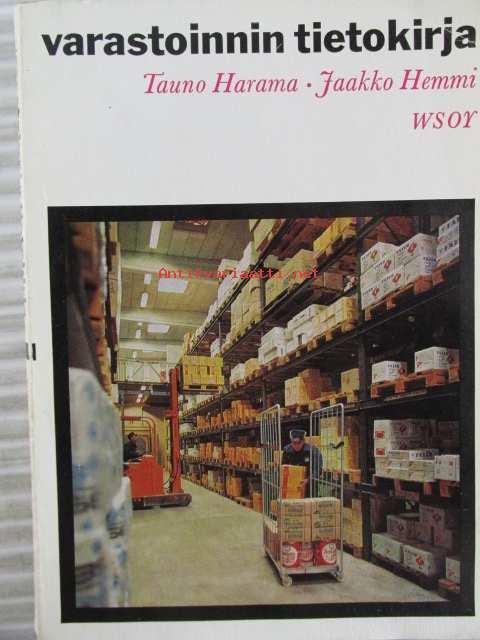 varastoinnin tietokirja
Tauno Harama · Jaakko Hemmi
WSOY
Antikvariaatti.net